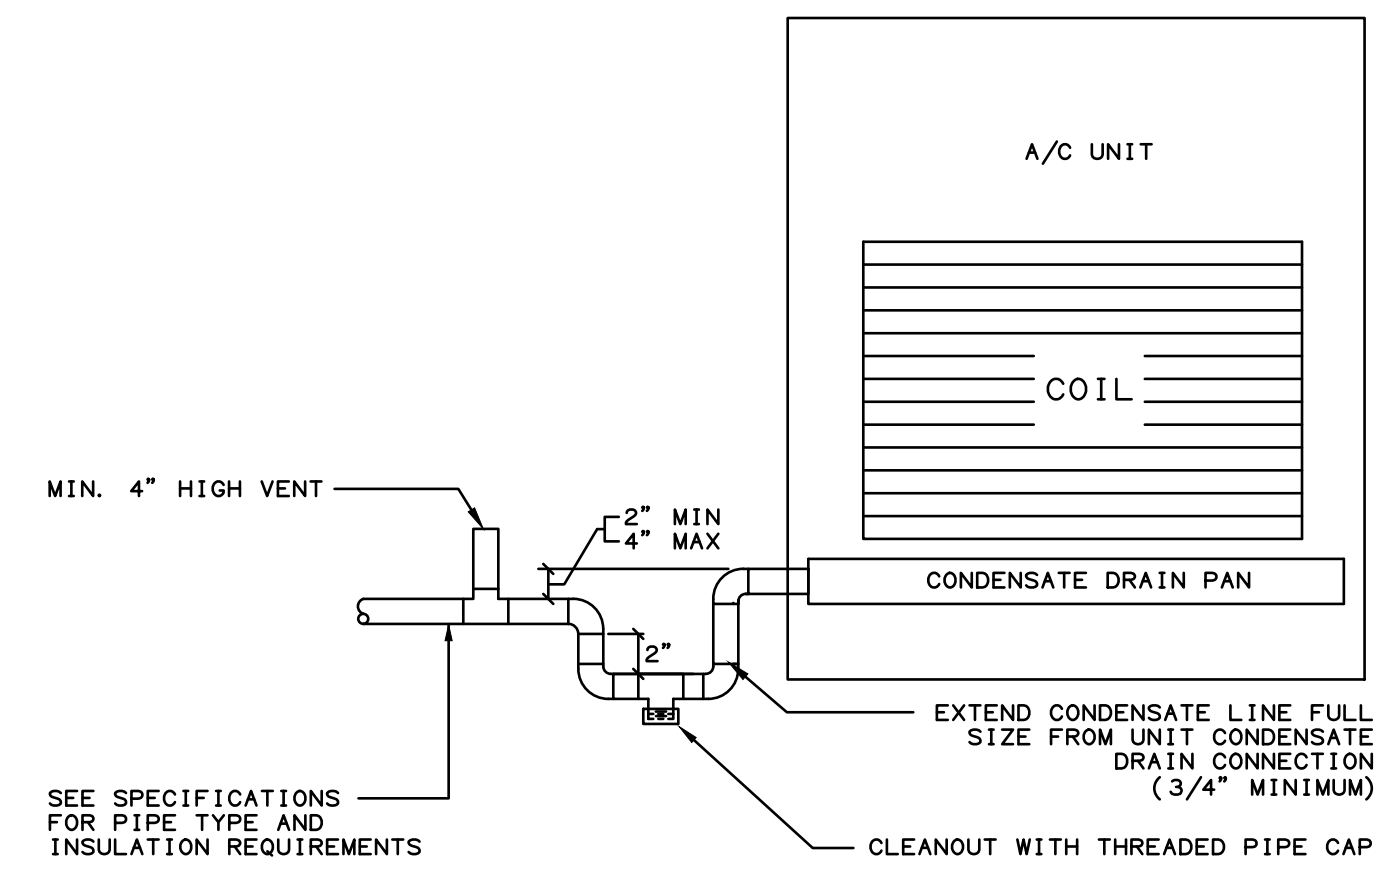 A/C UNIT
COIL
MIN. 4” HIGH VENT
2” MIN
4” MAX
CONDENSATE DRAIN PAN
2”
EXTEND CONDENSATE LINE FULL
SIZE FROM UNIT CONDENSATE
DRAIN CONNECTION
(3/4” MINIMUM)
SEE SPECIFICATIONS
FOR PIPE TYPE AND
INSULATION REQUIREMENTS
CLEANOUT WITH THREADED PIPE CAP